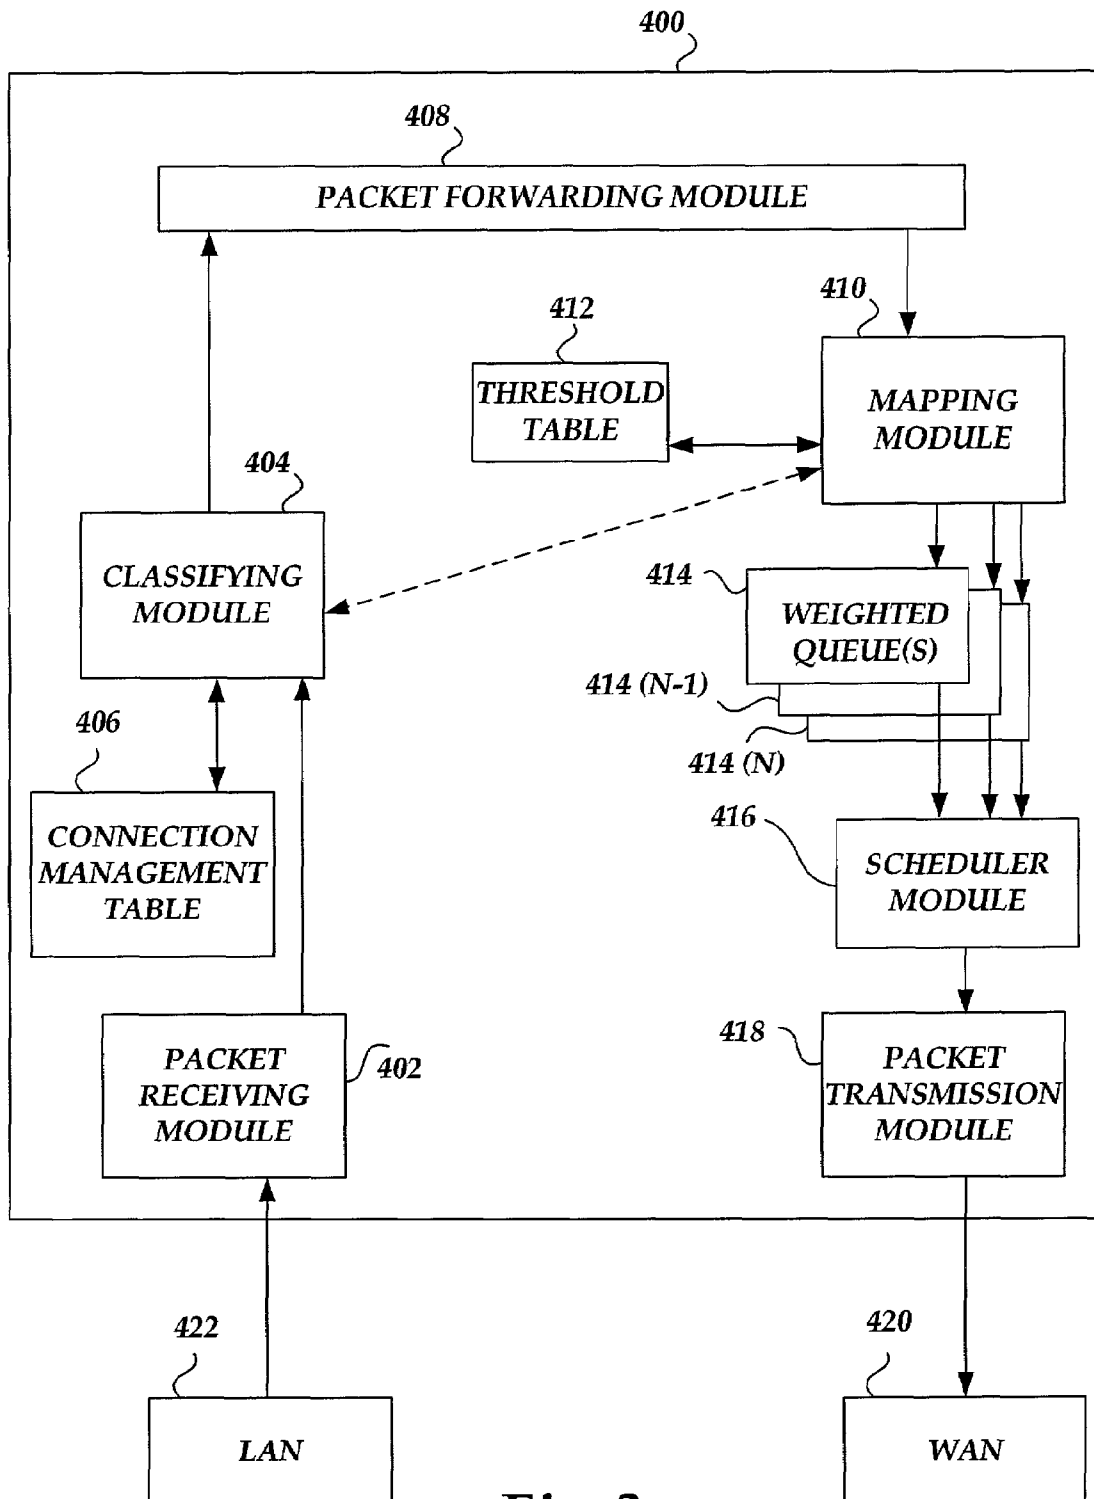 400
408
PACKET FORWARDING MODULE
410
412
THRESHOLD
TABLE
MAPPING
MODULE
404
CLASSIFYING
MODULE
414
WEIGHTED
QUEUE(S)
414 (N-1)
414 (N)
406
CONNECTION
MANAGEMENT
TABLE
416
SCHEDULER
MODULE
PACKET
RECEIVING
MODULE
402
418
PACKET
TRANSMISSION
MODULE
422
LAN
420
WAN